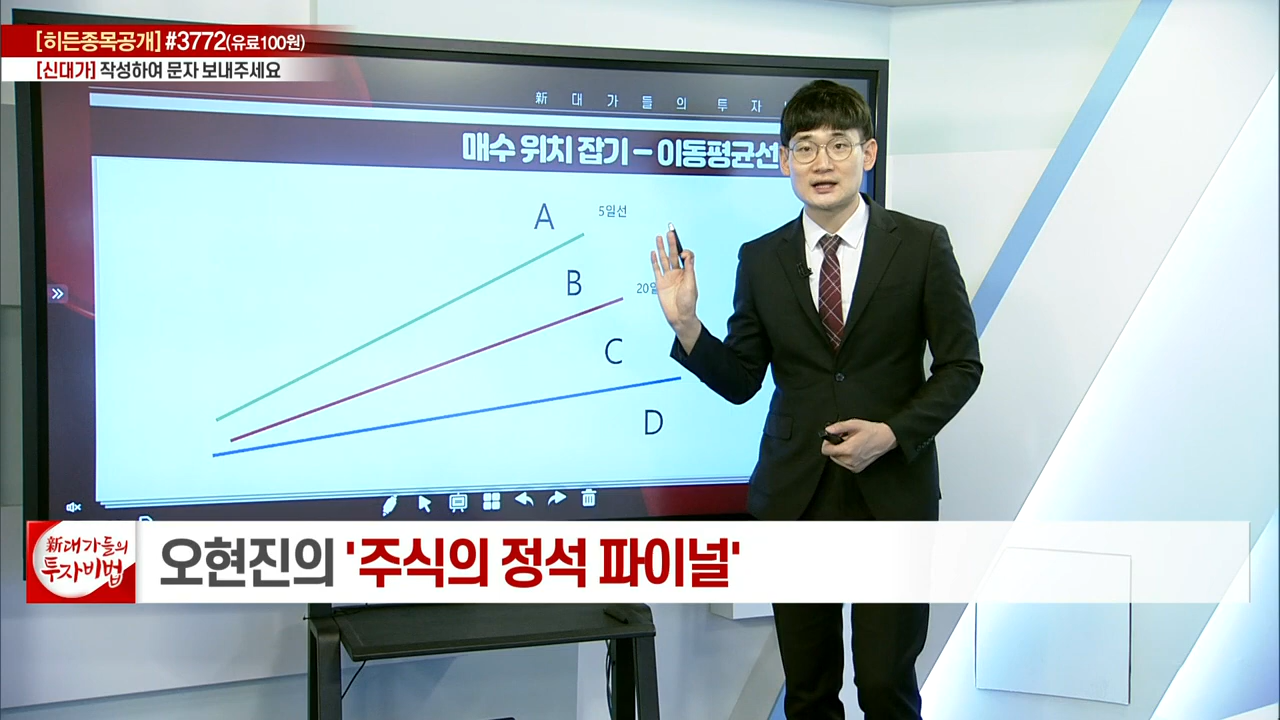 [히든종목공개] #3772(유료100원)
[신대가] 작성하여 문자 보내주세요
新 대 가 들 의 투 자
매수 위치 잡기 – 이동평균선
A
5일선
B
20일
C
D
新대가들의
투자비법
오현진의 '주식의 정석 파이널'